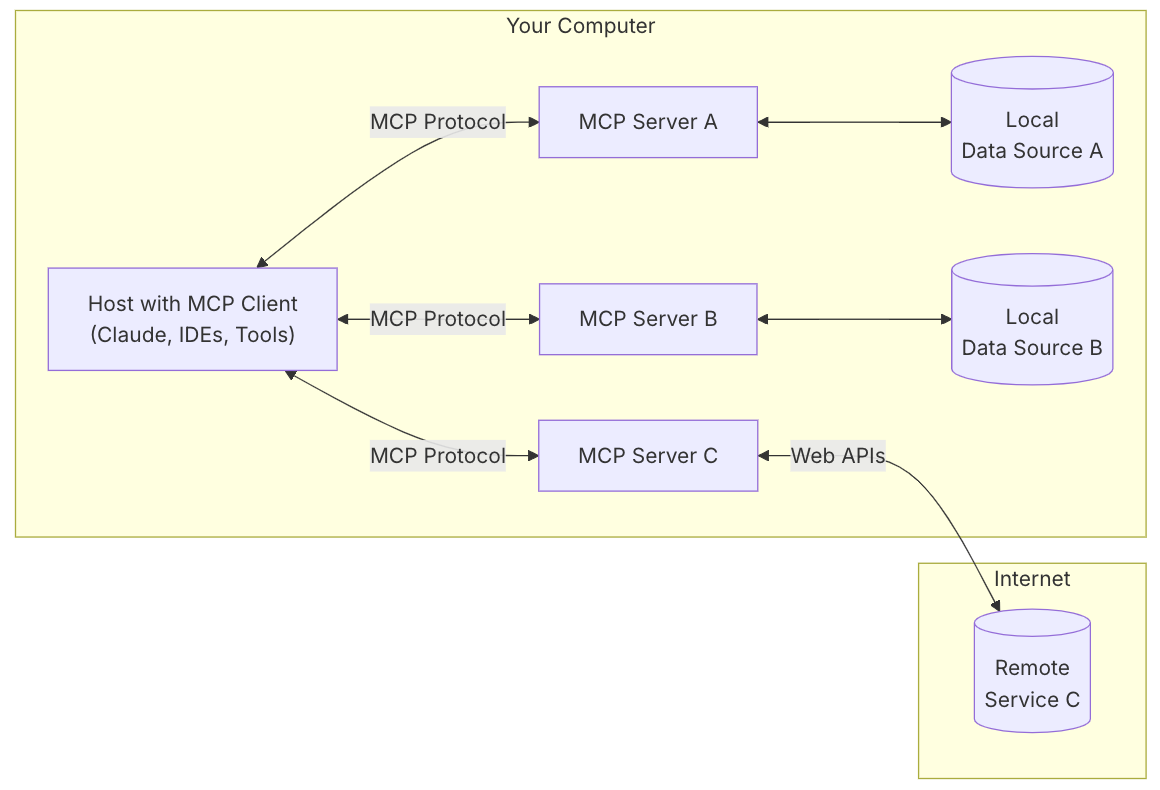 Your Computer
MCP Protocol
MCP Server A
Local
Data Source A
Host with MCP Client
(Claude, IDEs, Tools)
MCP Protocol
MCP Server B
Local
Data Source B
MCP Protocol
MCP Server C
Web APIs
Internet
Remote
Service C